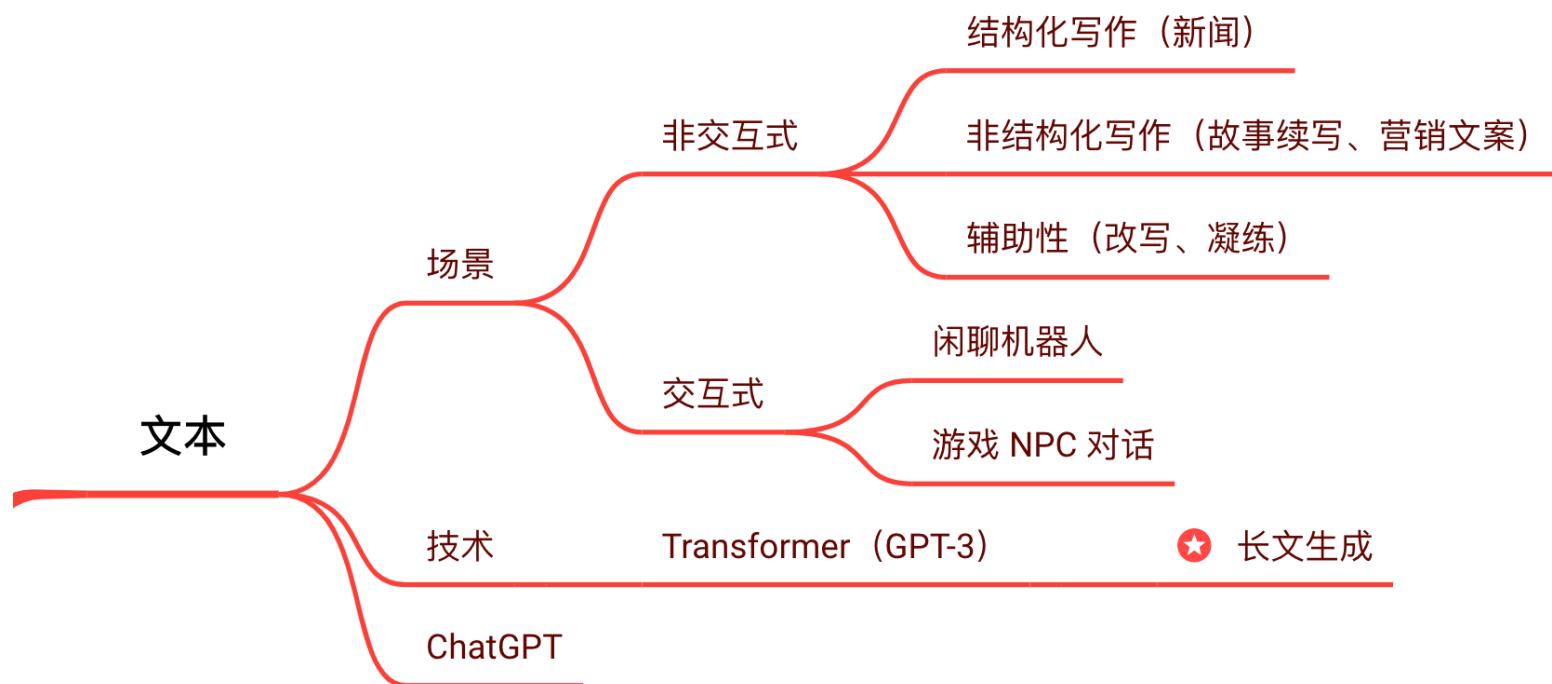 结构化写作（新闻）
非交互式
非结构化写作（故事续写、营销文案）
辅助性（改写、凝练）
场景
闲聊机器人
交互式
游戏 NPC 对话
文本
技术
Transformer（GPT-3）
长文生成
ChatGPT